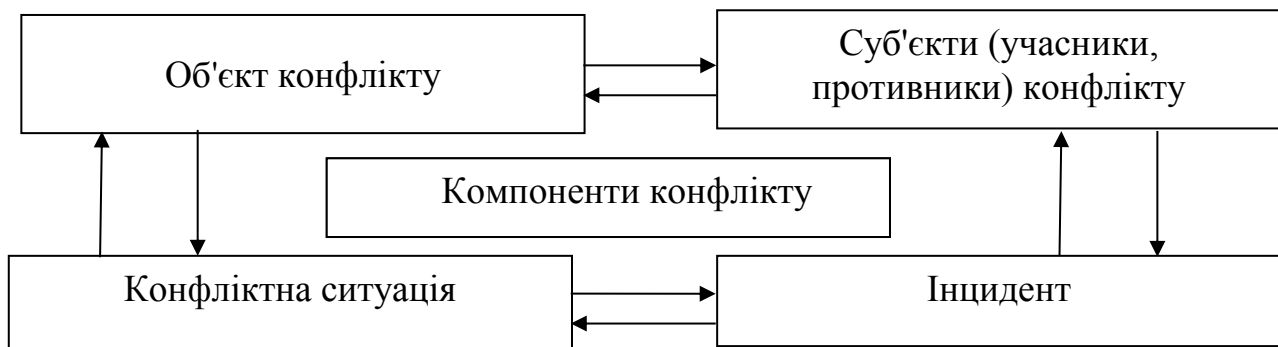 Об'єкт конфлікту
Суб'єкти (учасники,
противники) конфлікту
Компоненти конфлікту
Конфліктна ситуація
Інцидент